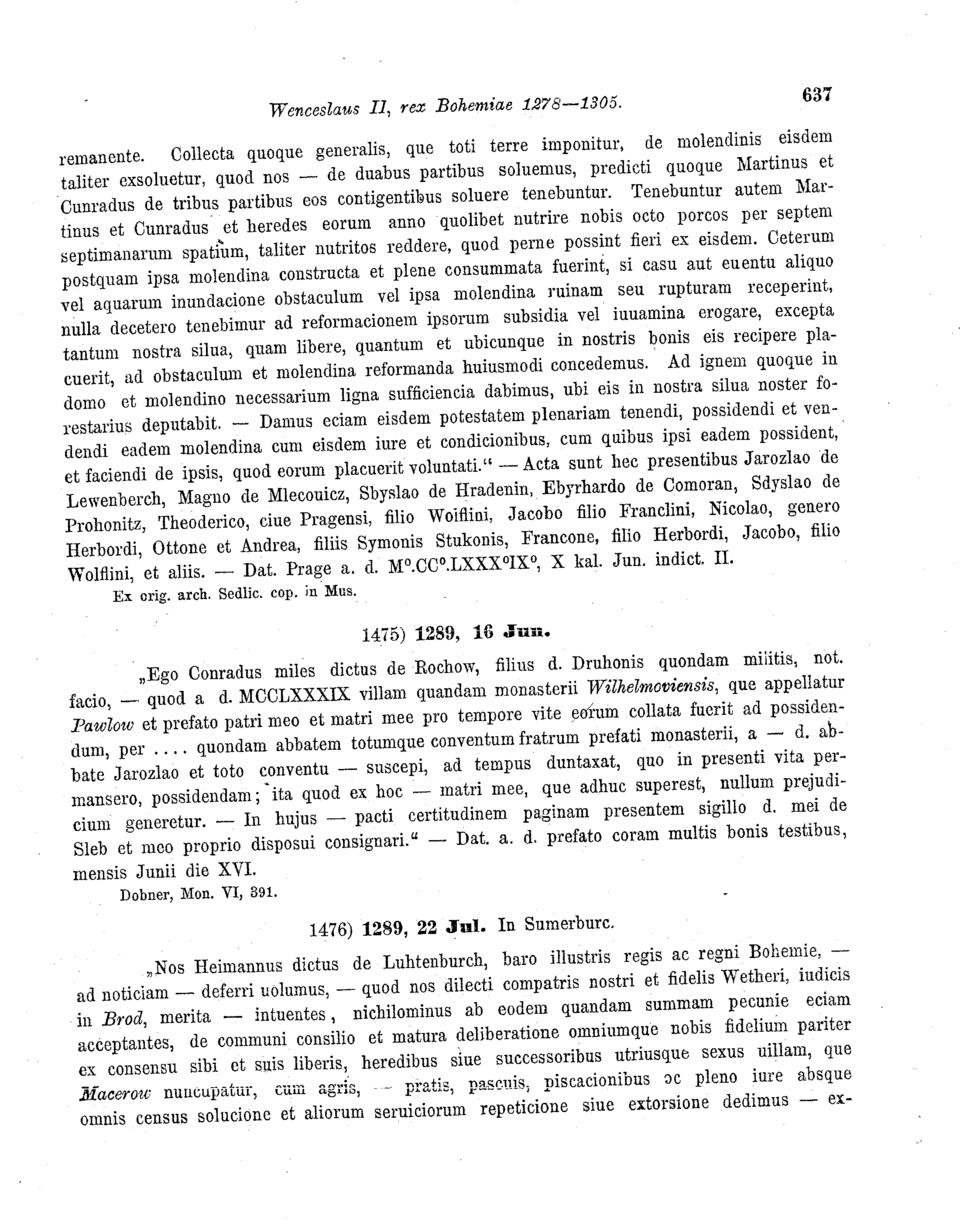 Wenceslaus II, rex Bohemiae 1278—1305.
637
remanente. Collecta quoque generalis, que toti terre imponitur, de molendinis eisdem
taliter exsoluetur, quod nos — de duabus partibus soluemus, predicti quoque Martinus et
Cunradus de tribus partibus eos contigentibus soluere tenebuntur. Tenebuntur autem Mar-
tinus et Cunradus et heredes eorum anno quolibet nutrire nobis octo porcos per septem
septimanarum spatium, taliter nutritos reddere, quod perne possint fieri ex eisdem. Ceterum
postquam ipsa molendina constructa et plene consummata fuerint, si casu aut euentu aliquo
vel aquarum inundacione obstaculum vel ipsa molendina ruinam seu rupturam receperint,
nulla decetero tenebimur ad reformacionem ipsorum subsidia vel iuuamina erogare, excepta
tantum nostra silua, quam libere, quantum et ubicunque in nostris bonis eis recipere pla-
cuerit, ad obstaculum et molendina reformanda huiusmodi concedemus. Ad ignem quoque in
domo et molendino necessarium ligna sufficiencia dabimus, ubi eis in nostra silua noster fo-
restarius deputabit. — Damus eciam eisdem potestatem plenariam tenendi, possidendi et ven-
dendi eadem molendina cum eisdem iure et condicionibus, cum quibus ipsi eadem possident,
et faciendi de ipsis, quod eorum placuerit voluntati.“ — Acta sunt hec presentibus Jarozlao de
Lewenberch, Magno de Mlecouicz, Sbyslao de Hradenin, Ebyrhardo de Comoran, Sdyslao de
Prohonitz, Theoderico, ciue Pragensi, filio Woiflini, Jacobo filio Franclini, Nicolao, genero
Herbordi, Ottone et Andrea, filiis Symonis Stukonis, Francone, filio Herbordi, Jacobo, filio
Wolflini, et aliis. — Dat. Prage a. d. Mº.CCº.LXXXºIXº, X kal. Jun. indict. II.
Ex orig. arch. Sedlic. cop. in Mus.
1475) 1289, 16 Jun.
„Ego Conradus miles dictus de Rochow, filius d. Druhonis quondam militis, not.
facio, — quod a d. MCCLXXXIX villam quandam monasterii Wilhelmoviensis, que appellatur
Pawlow et prefato patri meo et matri mee pro tempore vite eorum collata fuerit ad possiden-
dum, per .... quondam abbatem totumque conventum fratrum prefati monasterii, a — d. ab-
bate Jarozlao et toto conventu — suscepi, ad tempus duntaxat, quo in presenti vita per-
mansero, possidendam; ita quod ex hoc — matri mee, que adhuc superest, nullum prejudi-
cium generetur. — In hujus — pacti certitudinem paginam presentem sigillo d. mei de
Sleb et meo proprio disposui consignari.“ — Dat. a. d. prefato coram multis bonis testibus,
mensis Junii die XVI.
Dobner, Mon. VI, 391.
1476) 1289, 22 Jul. In Sumerburc.
„Nos Heimannus dictus de Luhtenburch, baro illustris regis ac regni Bohemie, —
ad noticiam — deferri uolumus, — quod nos dilecti compatris nostri et fidelis Wetheri, iudicis
in Brod, merita — intuentes, nichilominus ab eodem quandam summam pecunie eciam
acceptantes, de communi consilio et matura deliberatione omniumque nobis fidelium pariter
ex consensu sibi et suis liberis, heredibus siue successoribus utriusque sexus uillam, que
Macerow nuncupatur, cum agris, — pratis, pascuis, piscacionibus ac pleno iure absque
omnis census solucione et aliorum seruiciorum repeticione siue extorsione dedimus — ex-